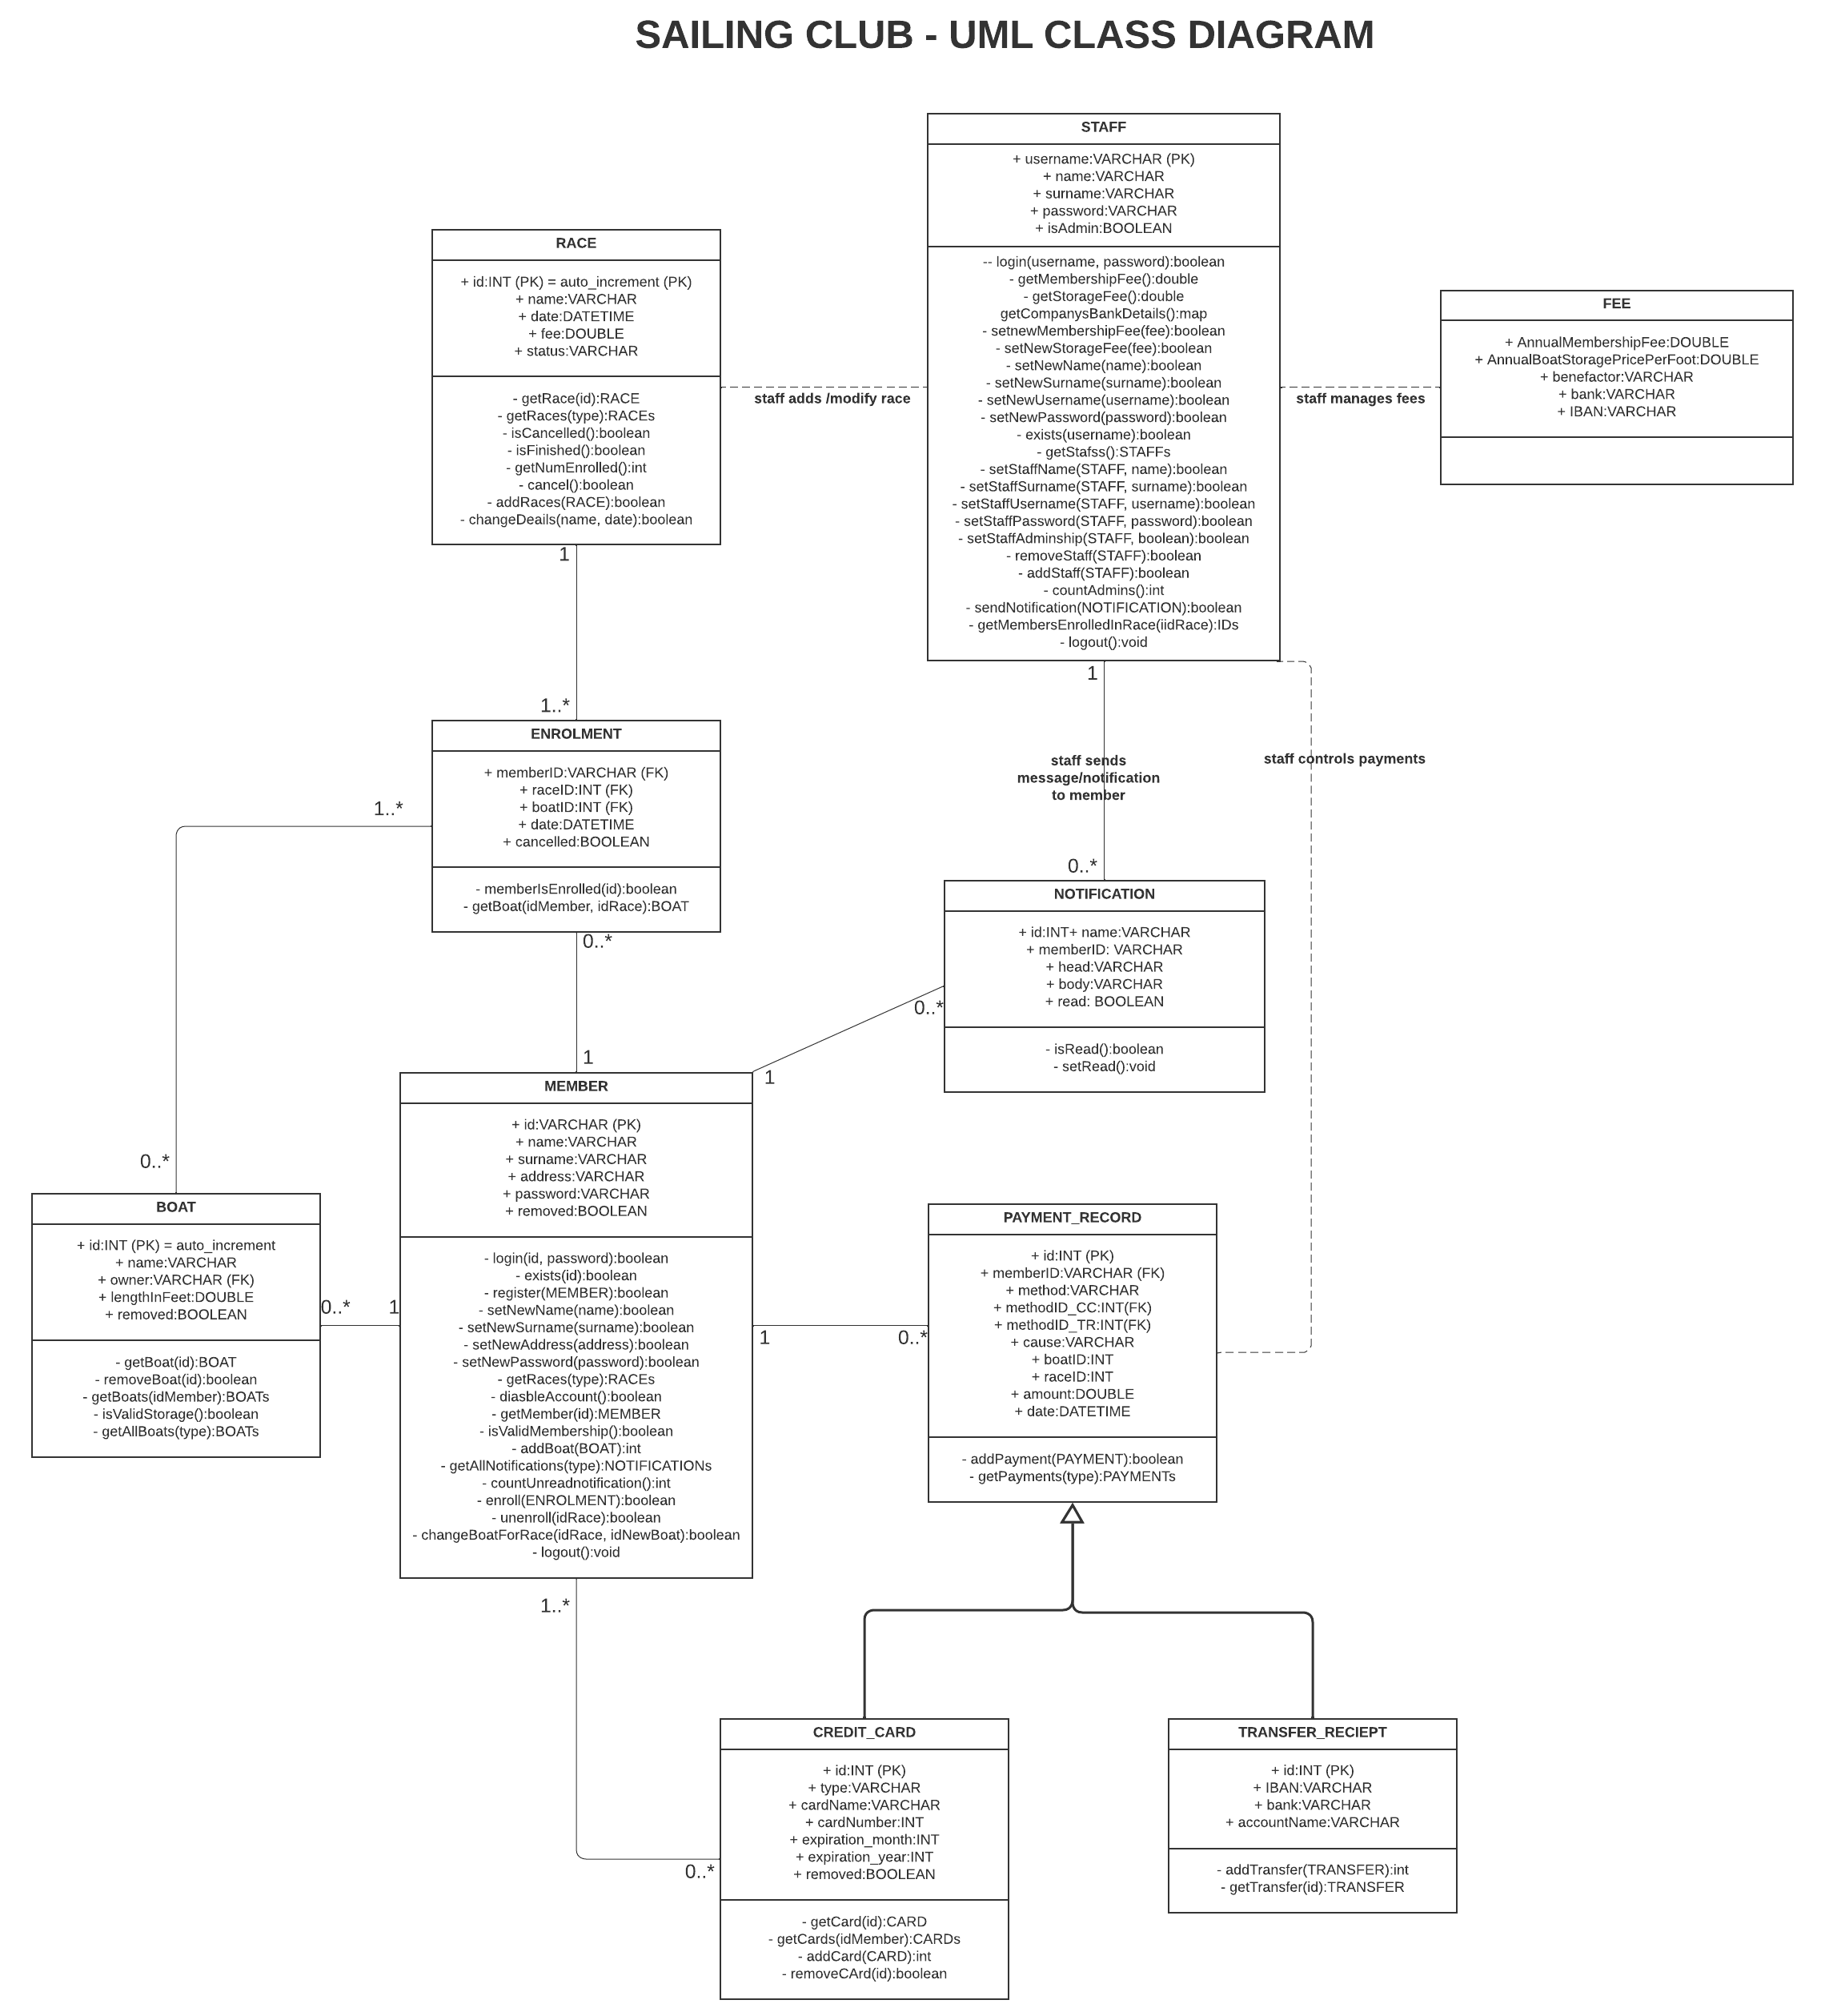 SAILING CLUB - UML CLASS DIAGRAM
STAFF
+ username:VARCHAR (PK)
+ name:VARCHAR
+ surname:VARCHAR
+ password:VARCHAR
+ isAdmin:BOOLEAN
-- login(username, password):boolean
- getMembershipFee():double
- getStorageFee():double
getCompanysBankDetails():map
- setnewMembershipFee(fee):boolean
- setNewStorageFee(fee):boolean
- setNewName(name):boolean
- setNewSurname(surname):boolean
- setNewUsername(username):boolean
- setNewPassword(password):boolean
- exists(username):boolean
- getStafss():STAFFs
- setStaffName(STAFF, name):boolean
- setStaffSurname(STAFF, surname):boolean
- setStaffUsername(STAFF, username):boolean
- setStaffPassword(STAFF, password):boolean
- setStaffAdminship(STAFF, boolean):boolean
- removeStaff(STAFF):boolean
- addStaff(STAFF):boolean
- countAdmins():int
- sendNotification(NOTIFICATION):boolean
- getMembersEnrolledInRace(iidRace):IDs
- logout():void
RACE
+ id:INT (PK) = auto_increment (PK)
+ name:VARCHAR
+ date:DATETIME
+ fee:DOUBLE
+ status:VARCHAR
- getRace(id):RACE
- getRaces(type):RACEs
- isCancelled():boolean
- isFinished():boolean
- getNumEnrolled():int
- cancel():boolean
- addRaces(RACE):boolean
- changeDeails(name, date):boolean
staff adds /modify race
staff manages fees
FEE
+ AnnualMembershipFee:DOUBLE
+ AnnualBoatStoragePricePerFoot:DOUBLE
+ benefactor:VARCHAR
+ bank:VARCHAR
+ IBAN:VARCHAR
1
1..*
1
staff sends
message/notification
to member
0..*
staff controls payments
ENROLMENT
+ memberID:VARCHAR (FK)
+ raceID:INT (FK)
+ boatID:INT (FK)
+ date:DATETIME
+ cancelled:BOOLEAN
- memberIsEnrolled(id):boolean
- getBoat(idMember, idRace):BOAT
1..*
0..*
0..*
1
NOTIFICATION
+ id:INT+ name:VARCHAR
+ memberID: VARCHAR
+ head:VARCHAR
+ body:VARCHAR
+ read: BOOLEAN
- isRead():boolean
- setRead():void
0..*
1
MEMBER
+ id:VARCHAR (PK)
+ name:VARCHAR
+ surname:VARCHAR
+ address:VARCHAR
+ password:VARCHAR
+ removed:BOOLEAN
- login(id, password):boolean
- exists(id):boolean
- register(MEMBER):boolean
- setNewName(name):boolean
- setNewSurname(surname):boolean
- setNewAddress(address):boolean
- setNewPassword(password):boolean
- getRaces(type):RACEs
- diasbleAccount():boolean
- getMember(id):MEMBER
- isValidMembership():boolean
- addBoat(BOAT):int
- getAllNotifications(type):NOTIFICATIONs
- countUnreadnotification():int
- enroll(ENROLMENT):boolean
- unenroll(idRace):boolean
- changeBoatForRace(idRace, idNewBoat):boolean
- logout():void
BOAT
+ id:INT (PK) = auto_increment
+ name:VARCHAR
+ owner:VARCHAR (FK)
+ lengthInFeet:DOUBLE
+ removed:BOOLEAN
- getBoat(id):BOAT
- removeBoat(id):boolean
- getBoats(idMember):BOATs
- isValidStorage():boolean
- getAllBoats(type):BOATs
0..* 1
1 0..*
PAYMENT_RECORD
+ id:INT (PK)
+ memberID:VARCHAR (FK)
+ method:VARCHAR
+ methodID_CC:INT(FK)
+ methodID_TR:INT(FK)
+ cause:VARCHAR
+ boatID:INT
+ raceID:INT
+ amount:DOUBLE
+ date:DATETIME
- addPayment(PAYMENT):boolean
- getPayments(type):PAYMENTs
1..*
0..*
CREDIT_CARD
+ id:INT (PK)
+ type:VARCHAR
+ cardName:VARCHAR
+ cardNumber:INT
+ expiration_month:INT
+ expiration_year:INT
+ removed:BOOLEAN
- getCard(id):CARD
- getCards(idMember):CARDs
- addCard(CARD):int
- removeCArd(id):boolean
TRANSFER_RECIEPT
+ id:INT (PK)
+ IBAN:VARCHAR
+ bank:VARCHAR
+ accountName:VARCHAR
- addTransfer(TRANSFER):int
- getTransfer(id):TRANSFER